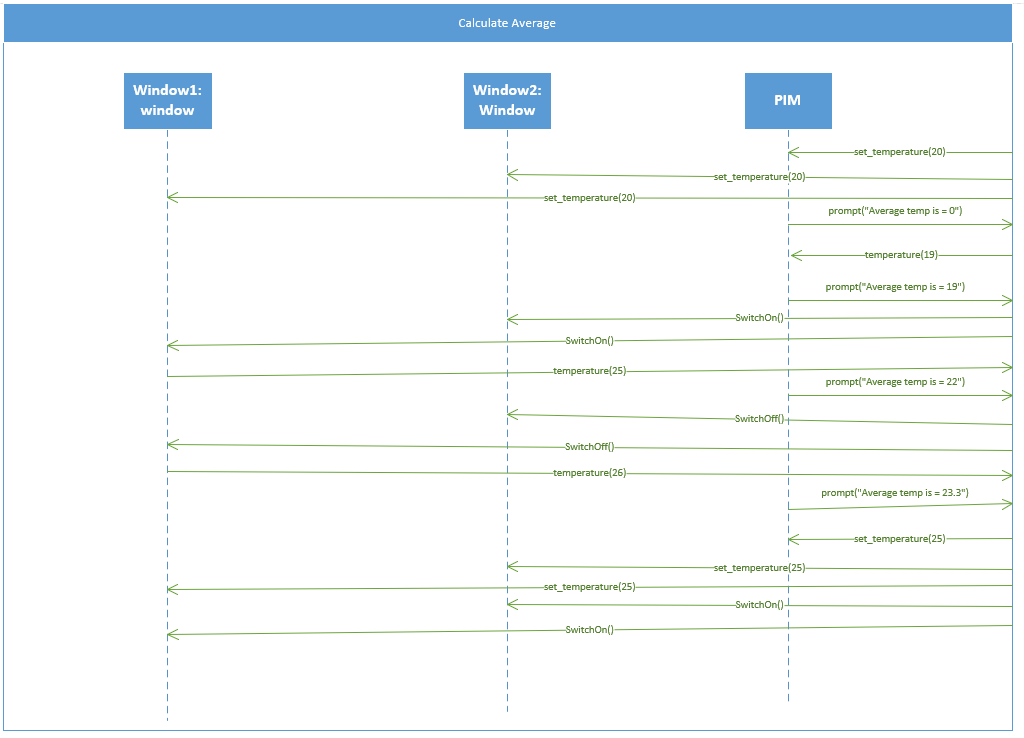 Calculate Average
Window1:
window
Window2:
Window
PIM
set_temperature(20)
set_temperature(20)
set_temperature(20)
prompt("Average temp is = 0")
temperature(19)
prompt("Average temp is = 19")
SwitchOn()
SwitchOn()
temperature(25)
prompt("Average temp is = 22")
SwitchOff()
SwitchOff()
temperature(26)
prompt("Average temp is = 23.3")
set_temperature(25)
set_temperature(25)
set_temperature(25)
SwitchOn()
SwitchOn()